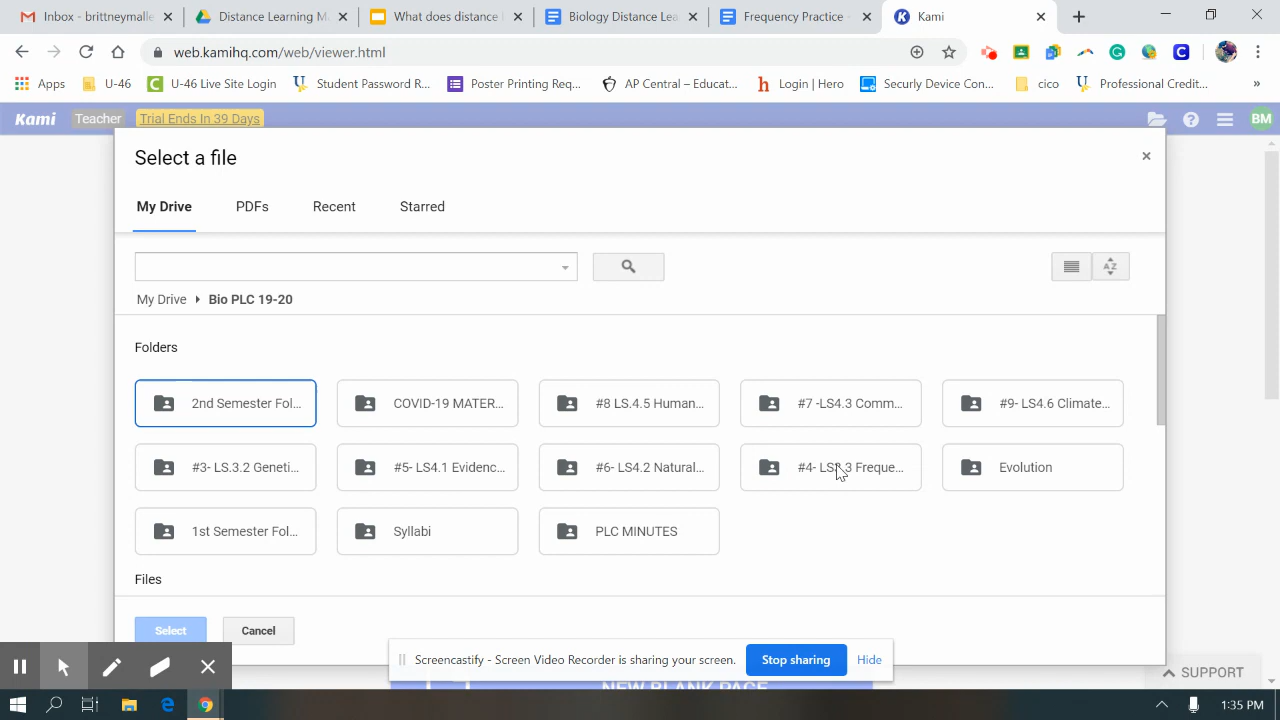 Inbox - brittneymalle
Distance Learning M
What does distance
Biology Distance Lea
Frequency Practice -
Kami
web.kamihq.com/web/viewer.html
Apps
U-46
U-46 Live Site Login
Student Password R...
Poster Printing Req...
AP Central – Educat...
Login | Hero
Securly Device Con...
cico
Professional Credit...
»
Kami
Teacher
Trial Ends In 39 Days
BM
Select a file
My Drive
PDFs
Recent
Starred
My Drive
Bio PLC 19-20
Folders
2nd Semester Fol...
COVID-19 MATER...
#8 LS.4.5 Human...
#7 -LS4.3 Comm...
#9- LS4.6 Climate...
#3- LS.3.2 Geneti...
#5- LS4.1 Evidenc...
#6- LS4.2 Natural...
#4- LS3.3 Freque...
Evolution
1st Semester Fol...
Syllabi
PLC MINUTES
Files
Select
Cancel
Screencastify - Screen Video Recorder is sharing your screen.
Stop sharing
Hide
NEW BLANK PAGE
SUPPORT
1:35 PM